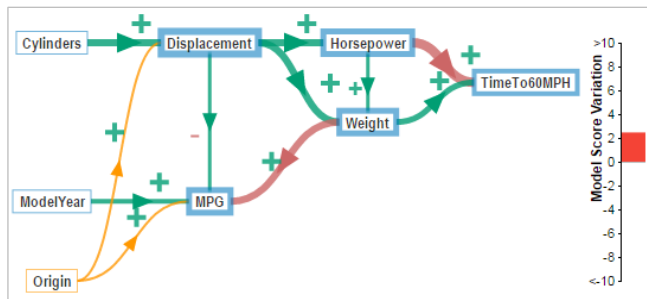 Cylinders
Displacement
Horsepower
TimeTo60MPH
Weight
ModelYear
MPG
Origin
+
+
+
+
+
+
+
+
+
-
Model Score Variation
>10
8
6
4
2
0
-2
-4
-6
-8
<-10